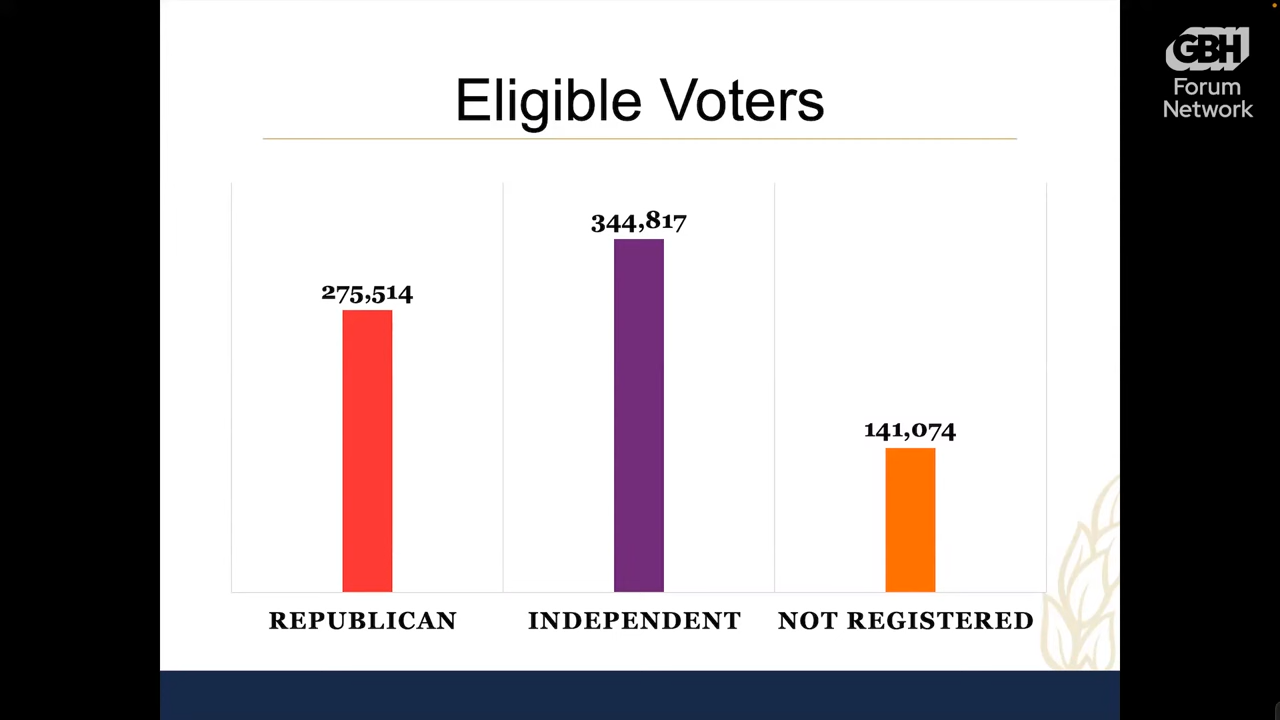 GBH
Forum
Network
Eligible Voters
344,817
275,514
141,074
REPUBLICAN
INDEPENDENT
NOT REGISTERED